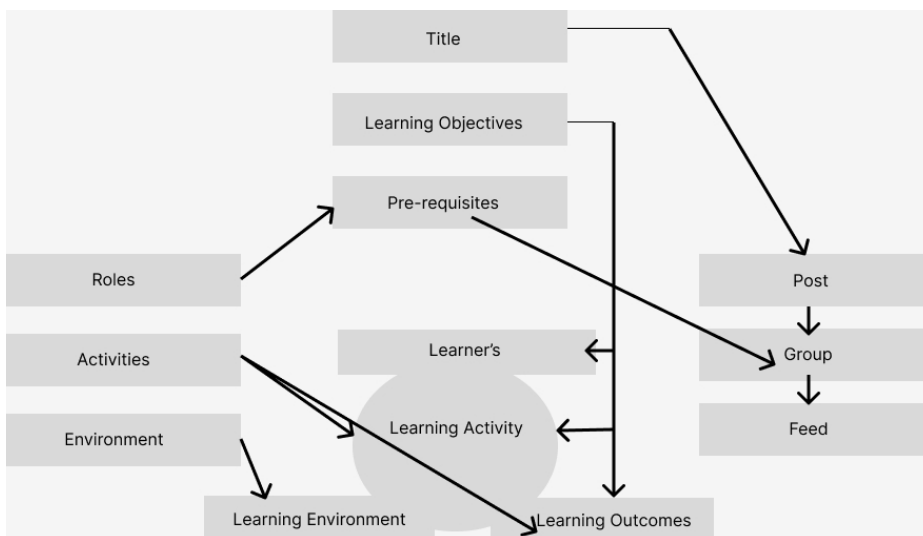 Title
Learning Objectives
Pre-requisites
Roles
Post
Activities
Learner's
Group
Environment
Learning Activity
Feed
Learning Environment
Learning Outcomes